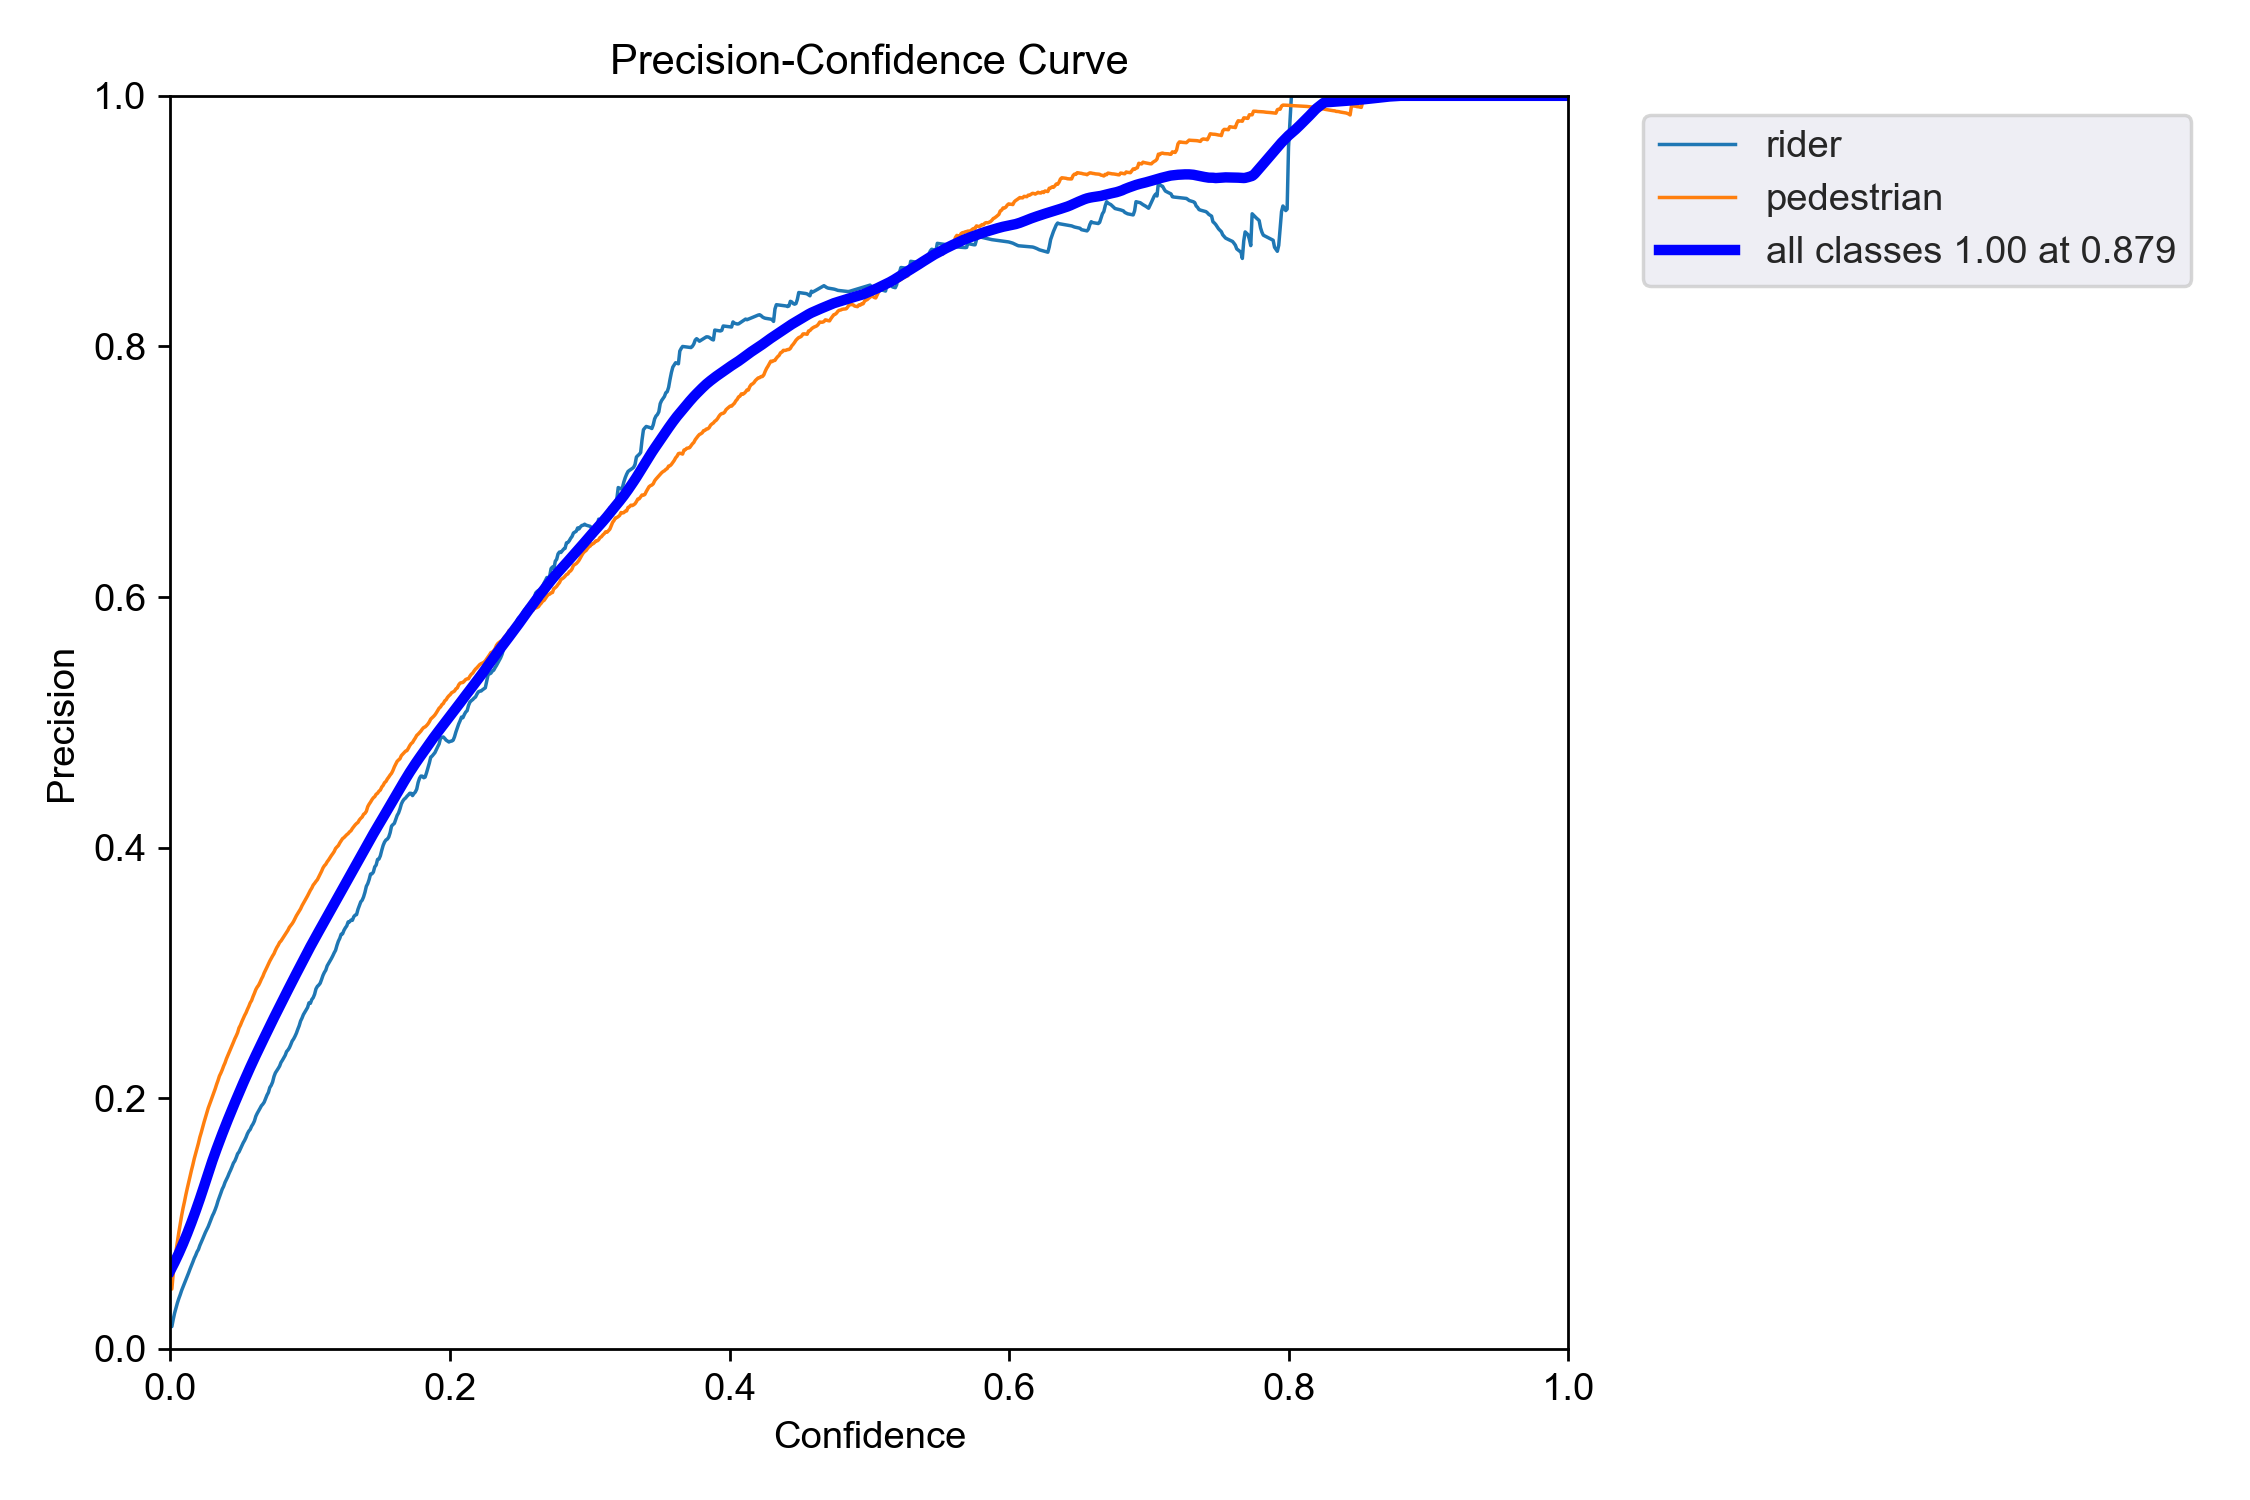 Precision-Confidence Curve
1.0
0.8
0.6
0.4
0.2
0.0
Precision
0.0 0.2 0.4 0.6 0.8 1.0
Confidence
rider
pedestrian
all classes 1.00 at 0.879